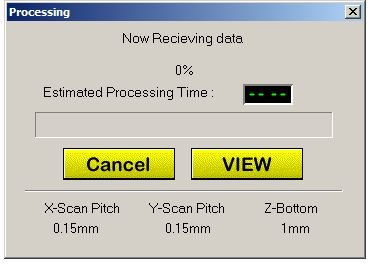 Processing
Now Recieving data
0%
Estimated Processing Time : -- --
Cancel VIEW
X-Scan Pitch Y-Scan Pitch Z-Bottom
0.15mm 0.15mm 1mm